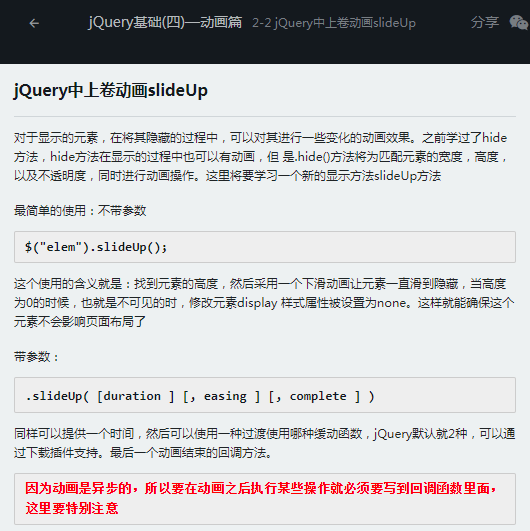 ← jQuery基础(四)—动画篇 2-2 jQuery中上卷动画slideUp 分享
jQuery中上卷动画slideUp
对于显示的元素，在将其隐藏的过程中，可以对其进行一些变化的动画效果。之前学过了hide
方法，hide方法在显示的过程中也可以有动画，但 是.hide()方法将为匹配元素的宽度，高度，
以及不透明度，同时进行动画操作。这里将要学习一个新的显示方法slideUp方法
最简单的使用：不带参数
$("elem").slideUp();
这个使用的含义就是：找到元素的高度，然后采用一个下滑动画让元素一直滑到隐藏，当高度
为0的时候，也就是不可见的时，修改元素display 样式属性被设置为none。这样就能确保这个
元素不会影响页面布局了
带参数：
.slideUp( [duration ] [, easing ] [, complete ] )
同样可以提供一个时间，然后可以使用一种过渡使用哪种缓动函数，jQuery默认就2种，可以通
过下载插件支持。最后一个动画结束的回调方法。
因为动画是异步的，所以要在动画之后执行某些操作就必须要写到回调函数里面，
这里要特别注意